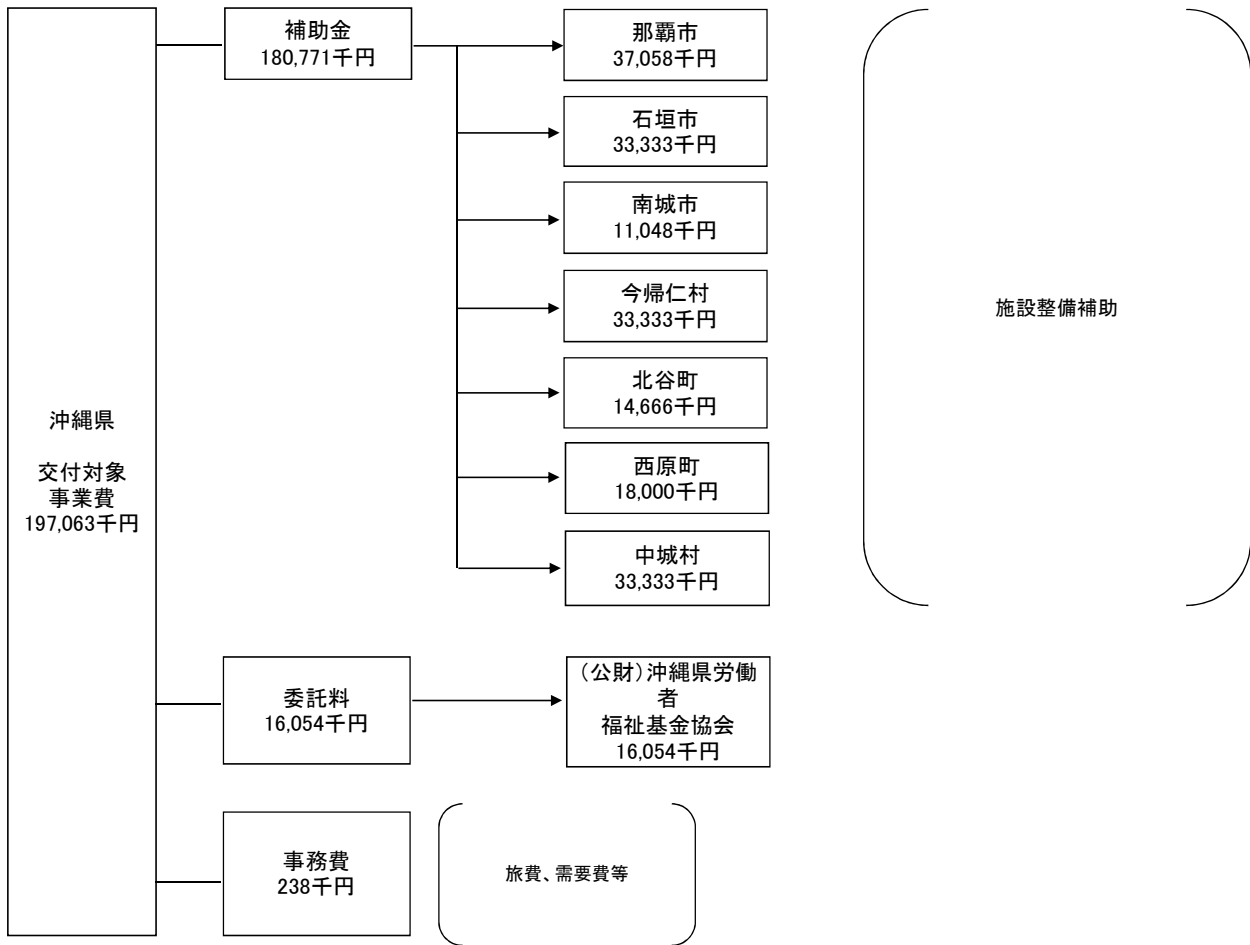 沖縄県
交付対象
事業費
197,063千円
補助金
180,771千円
那覇市
37,058千円
石垣市
33,333千円
南城市
11,048千円
今帰仁村
33,333千円
北谷町
14,666千円
西原町
18,000千円
中城村
33,333千円
施設整備補助
委託料
16,054千円
（公財）沖縄県労働
者
福祉基金協会
16,054千円
事務費
238千円
旅費、需要費等